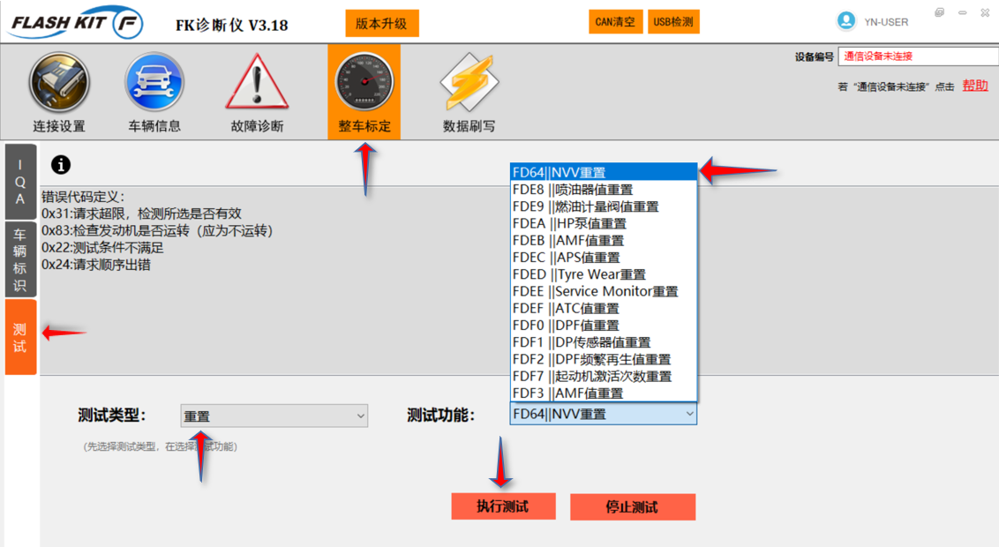 FLASH KIT F
FK诊断仪 V3.18
版本升级
CAN清空
USB检测
YN-USER
连接设置
车辆信息
故障诊断
整车标定
数据刷写
设备编号
通信设备未连接
若“通信设备未连接”点击 帮助
IQA
车辆标识
测试
错误代码定义：
0x31:请求超限，检测所选是否有效
0x83:检查发动机是否运转（应为不运转）
0x22:测试条件不满足
0x24:请求顺序出错
FD64||NVV重置
FDE8 ||喷油器值重置
FDE9 ||燃油计量阀值重置
FDEA ||HP泵值重置
FDEB ||AMF值重置
FDEC ||APS值重置
FDED ||Tyre Wear重置
FDEE ||Service Monitor重置
FDEF ||ATC值重置
FDF0 ||DPF值重置
FDF1 ||DP传感器值重置
FDF2 ||DPF频繁再生值重置
FDF7 ||起动机激活次数重置
FDF3 ||AMF值重置
测试类型：
重置
测试功能：
FD64||NVV重置
(先选择测试类型，在选择测试功能)
执行测试
停止测试